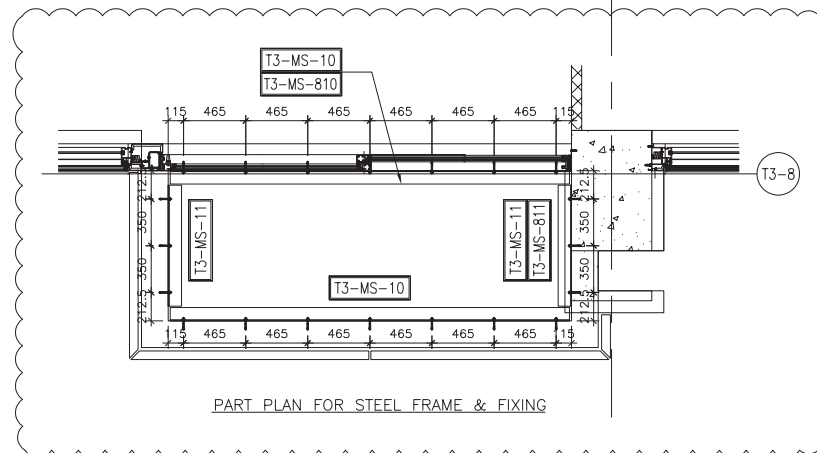 T3-MS-10
T3-MS-810
115 465 465 465 465 465 465 115
T3-8
212.5
350
350
212.5
T3-MS-11
T3-MS-11
T3-MS-811
212.5
350
350
212.5
T3-MS-10
115 465 465 465 465 465 465 115
PART PLAN FOR STEEL FRAME & FIXING